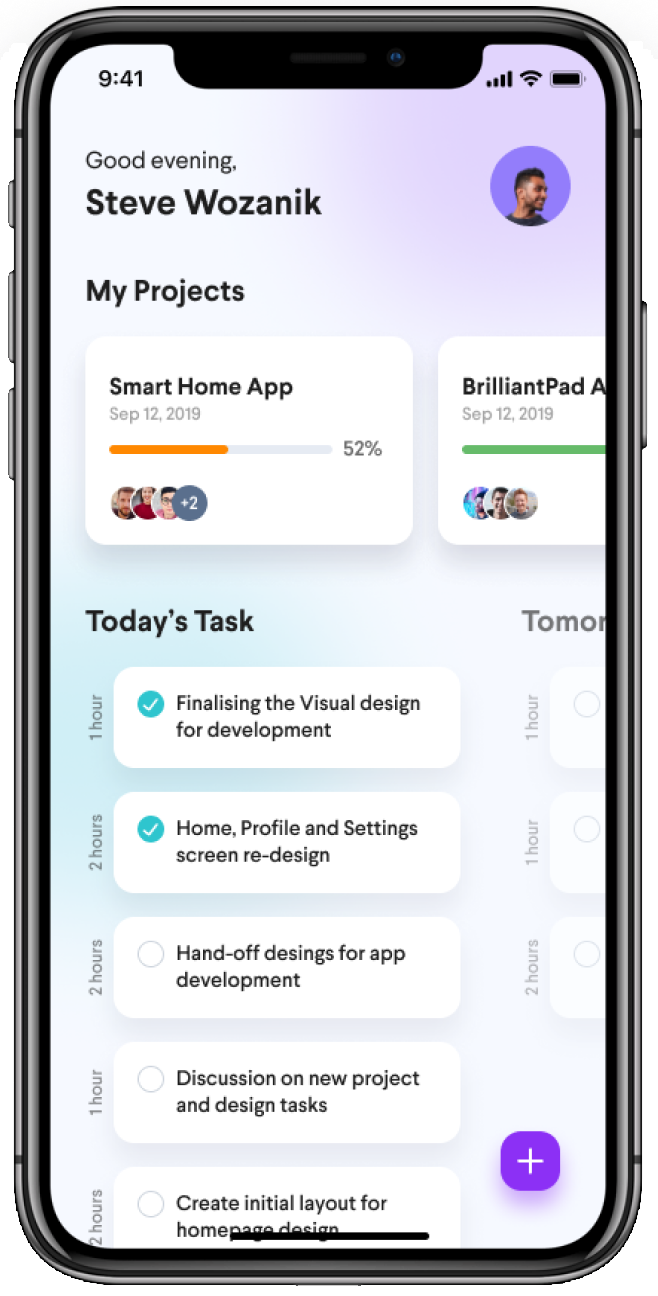 9:41
Good evening,
Steve Wozanik
My Projects
Smart Home App
Sep 12, 2019
52%
+2
BrilliantPad A
Sep 12, 2019
Today’s Task
Tomor
1 hour
Finalising the Visual design
for development
1 hour
2 hours
Home, Profile and Settings
screen re-design
1 hour
2 hours
Hand-off desings for app
development
2 hours
1 hour
Discussion on new project
and design tasks
2 hours
Create initial layout for
homepage design